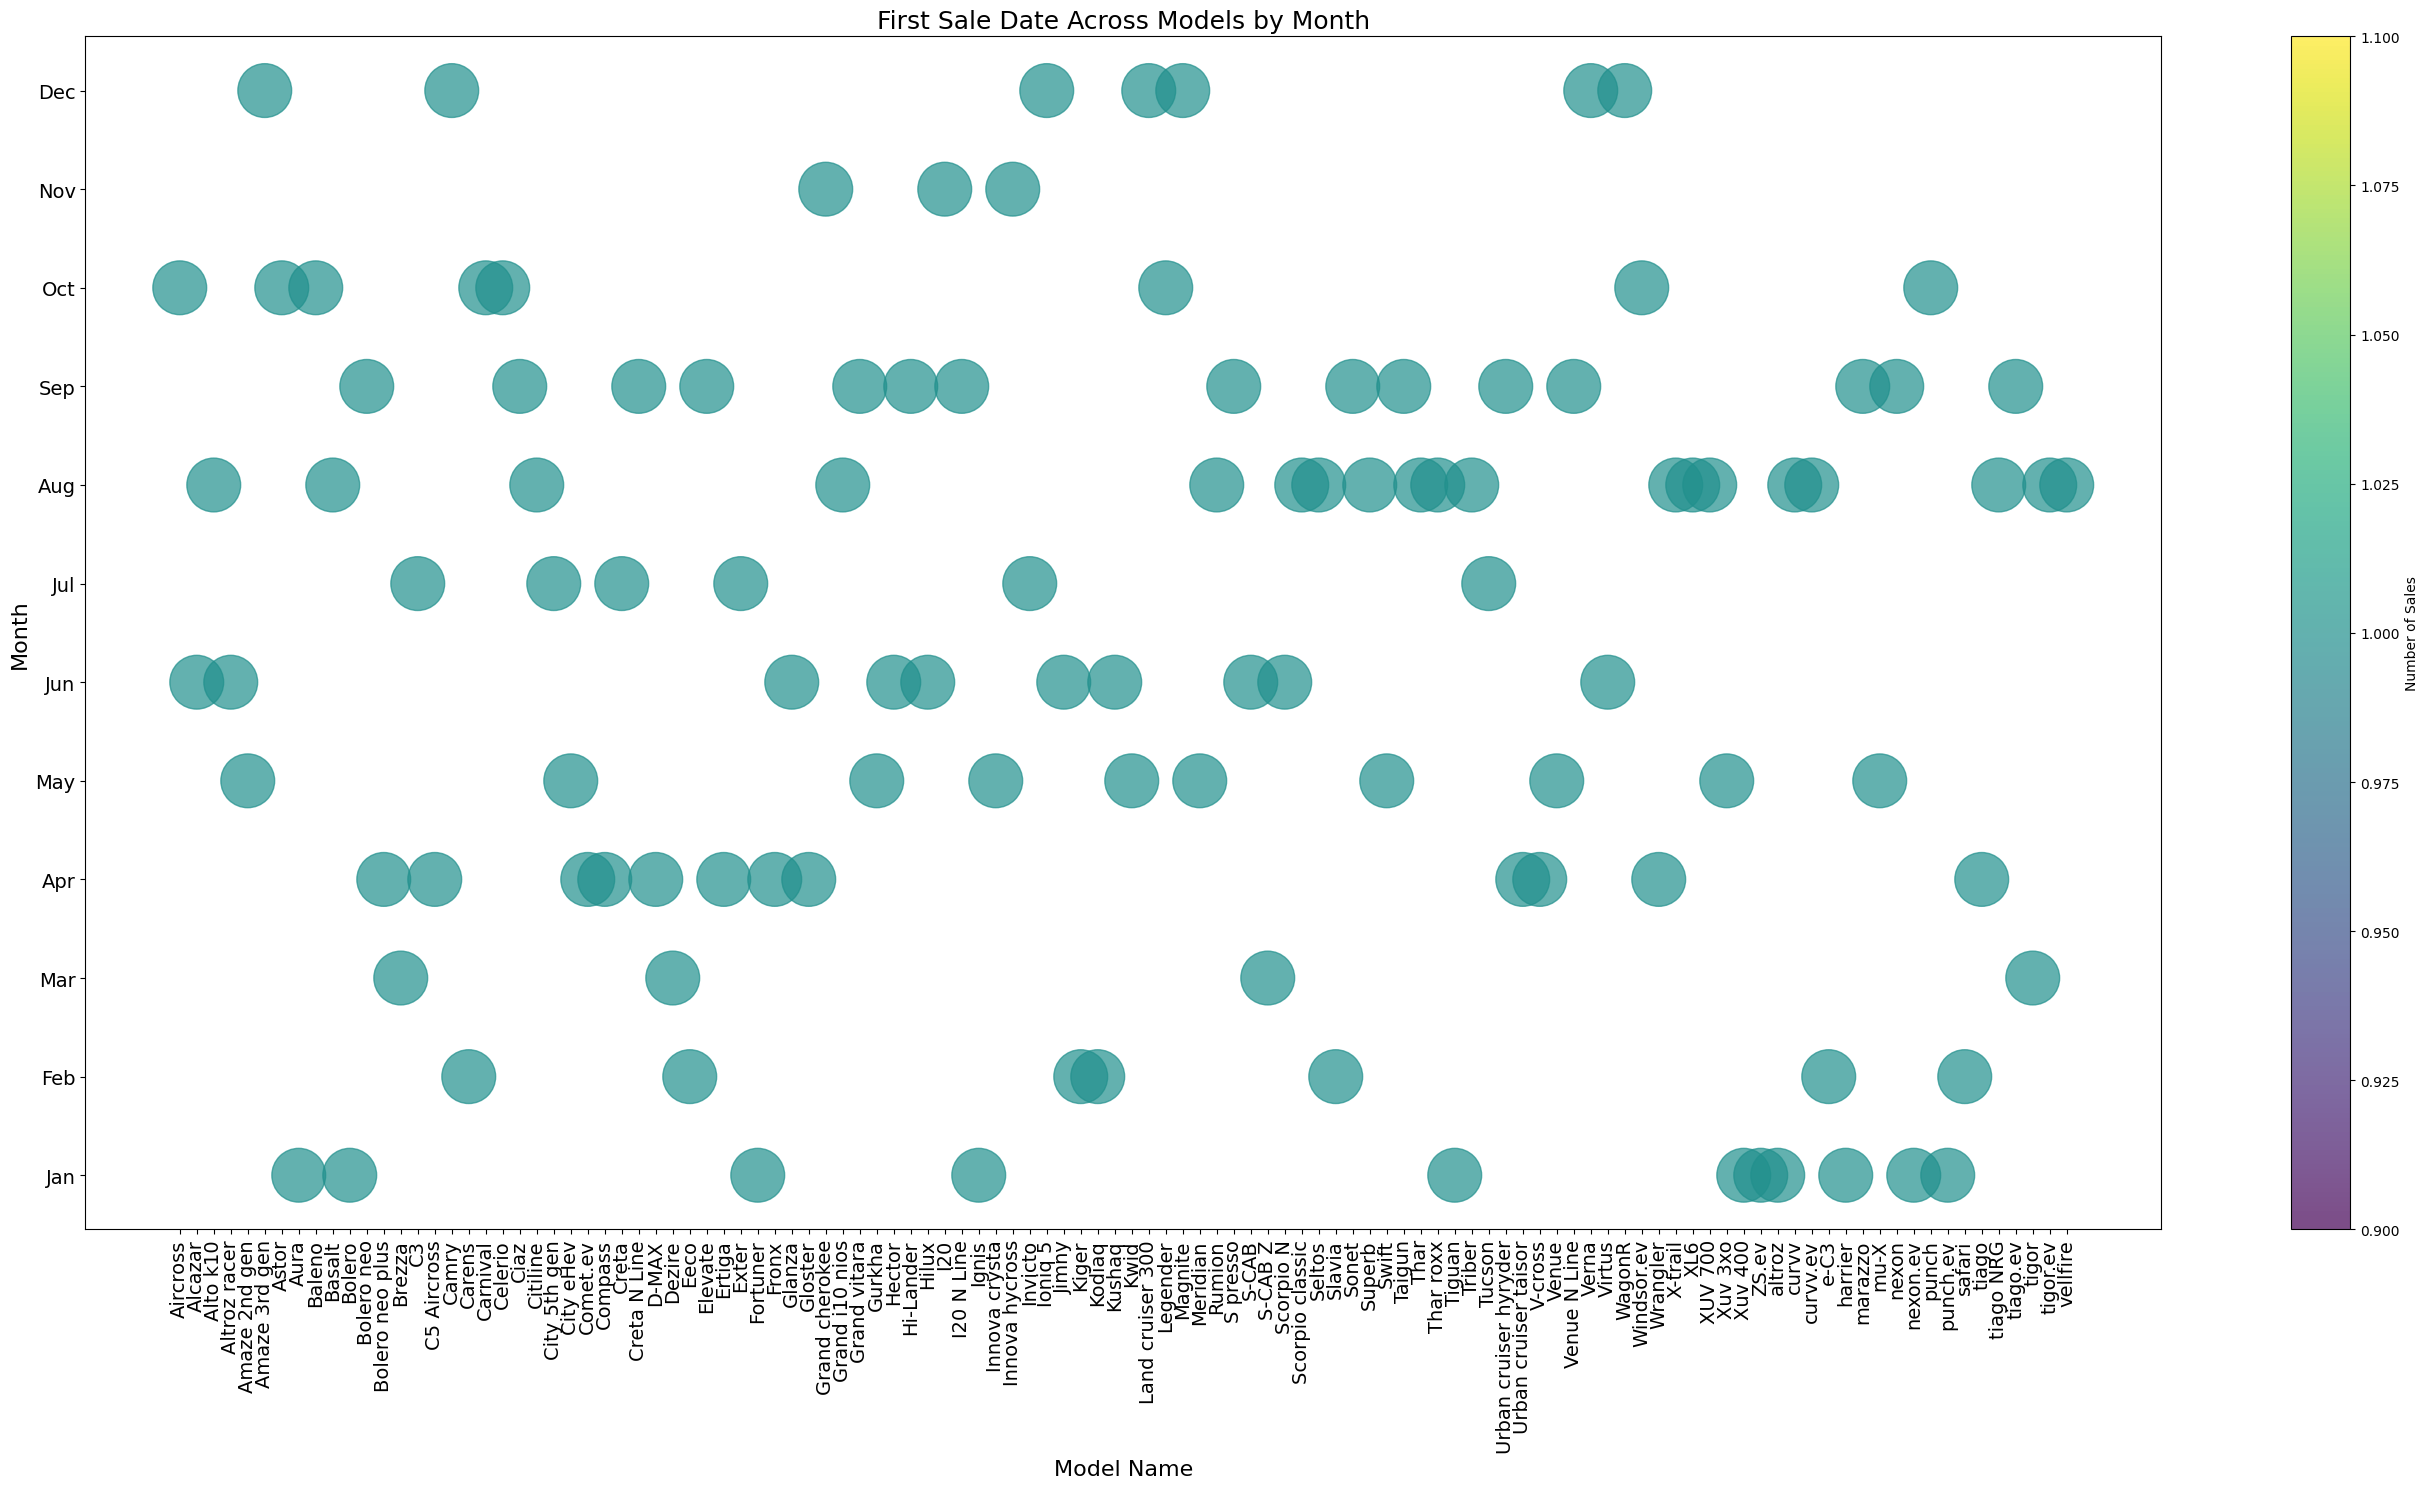 First Sale Date Across Models by Month
Dec
Nov
Oct
Sep
Aug
Jul
Jun
May
Apr
Mar
Feb
Jan
Month
Aircross
Alcazar
Alto k10
Altroz racer
Amaze 2nd gen
Amaze 3rd gen
Astor
Aura
Baleno
Basalt
Bolero
Bolero neo
Bolero neo plus
Brezza
C3
C5 Aircross
Camry
Carens
Carnival
Celerio
Ciaz
Citiline
City 5th gen
City eHev
Comet.ev
Compass
Creta
Creta N Line
D-MAX
Dezire
Eeco
Elevate
Ertiga
Exter
Fortuner
Fronx
Glanza
Gloster
Grand cherokee
Grand i10 nios
Grand vitara
Gurkha
Hector
Hi-Lander
Hilux
I20
I20 N Line
Ignis
Innova crysta
Innova hycross
Invicto
Ioniq 5
Jimny
Kiger
Kodiaq
Kushaq
Kwid
Land cruiser 300
Legender
Magnite
Meridian
Rumion
S presso
S-CAB
S-CAB Z
Scorpio N
Scorpio classic
Seltos
Slavia
Sonet
Superb
Swift
Taigun
Thar
Thar roxx
Tiguan
Triber
Tucson
Urban cruiser hyryder
Urban cruiser taisor
V-cross
Venue
Venue N Line
Verna
Virtus
WagonR
Windsor.ev
Wrangler
X-trail
XL6
XUV 700
Xuv 3xo
Xuv 400
ZS.ev
altroz
curvv
curvv.ev
e-C3
harrier
marazzo
mu-X
nexon
nexon.ev
punch
punch.ev
safari
tiago
tiago NRG
tiago.ev
tigor
tigor.ev
vellfire
Model Name
1.100
1.075
1.050
1.025
1.000
0.975
0.950
0.925
0.900
Number of Sales